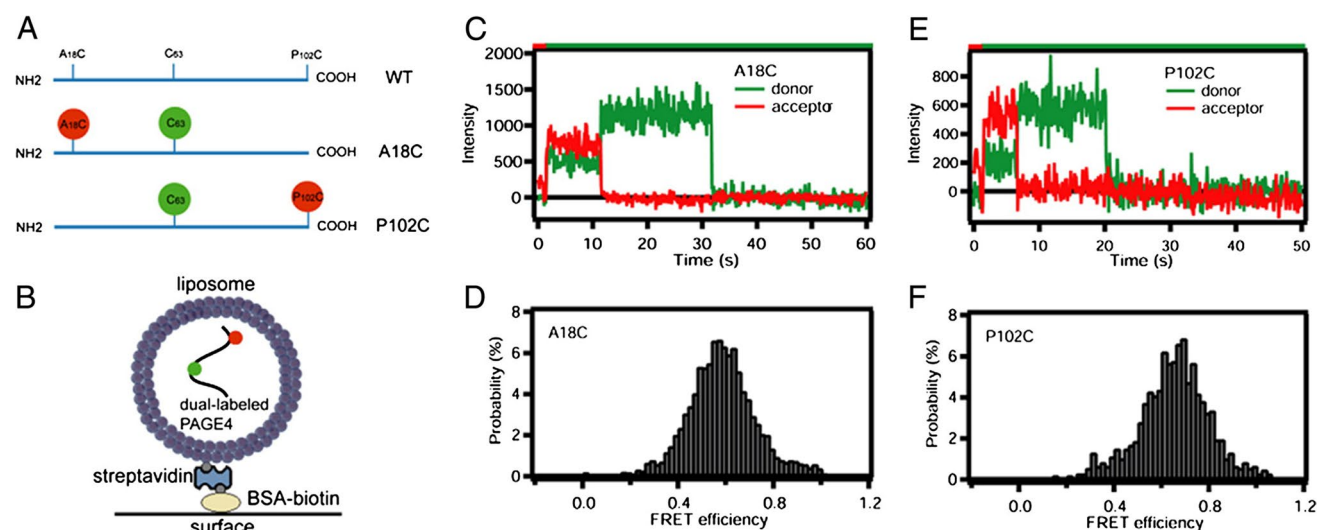 A
A18C C63 P102C
NH2 COOH WT
A18C C63
NH2 COOH A18C
C63 P102C
NH2 COOH P102C
B
liposome
dual-labeled
PAGE4
streptavidin
BSA-biotin
surface
C
A18C
donor
acceptor
Intensity
2000
1500
1000
500
0
0 10 20 30 40 50 60
Time (s)
D
A18C
Probability (%)
8
6
4
2
0
0.0 0.4 0.8 1.2
FRET efficiency
E
P102C
donor
acceptor
Intensity
800
600
400
200
0
0 10 20 30 40 50
Time (s)
F
P102C
Probability (%)
8
6
4
2
0
0.0 0.4 0.8 1.2
FRET efficiency